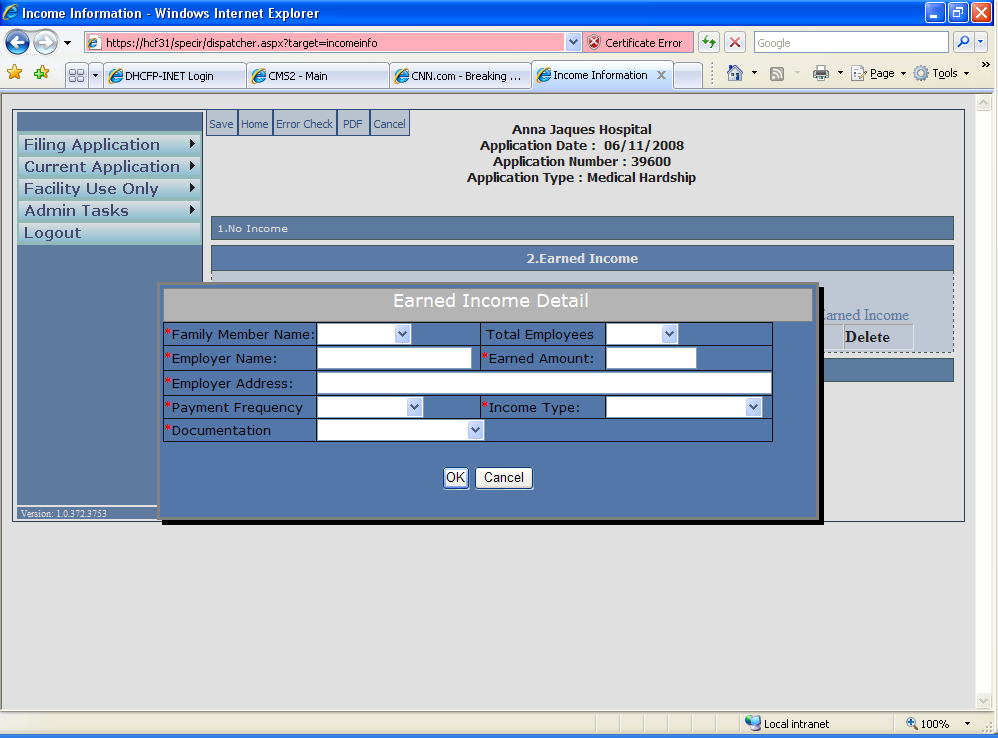 Income Information - Windows Internet Explorer
https://hcf31/specir/dispatcher.aspx?target=incomeinfo
Certificate Error
Google
DHCFP-INET Login
CMS2 - Main
CNN.com - Breaking ...
Income Information
Page
Tools
Save Home Error Check PDF Cancel
Filing Application
Current Application
Facility Use Only
Admin Tasks
Logout
Anna Jaques Hospital
Application Date : 06/11/2008
Application Number : 39600
Application Type : Medical Hardship
1.No Income
2.Earned Income
arned Income
Delete
Earned Income Detail
*Family Member Name: Total Employees
*Employer Name: *Earned Amount:
*Employer Address:
*Payment Frequency *Income Type:
*Documentation
OK Cancel
Version: 1.0.372.3753
Local intranet
100%